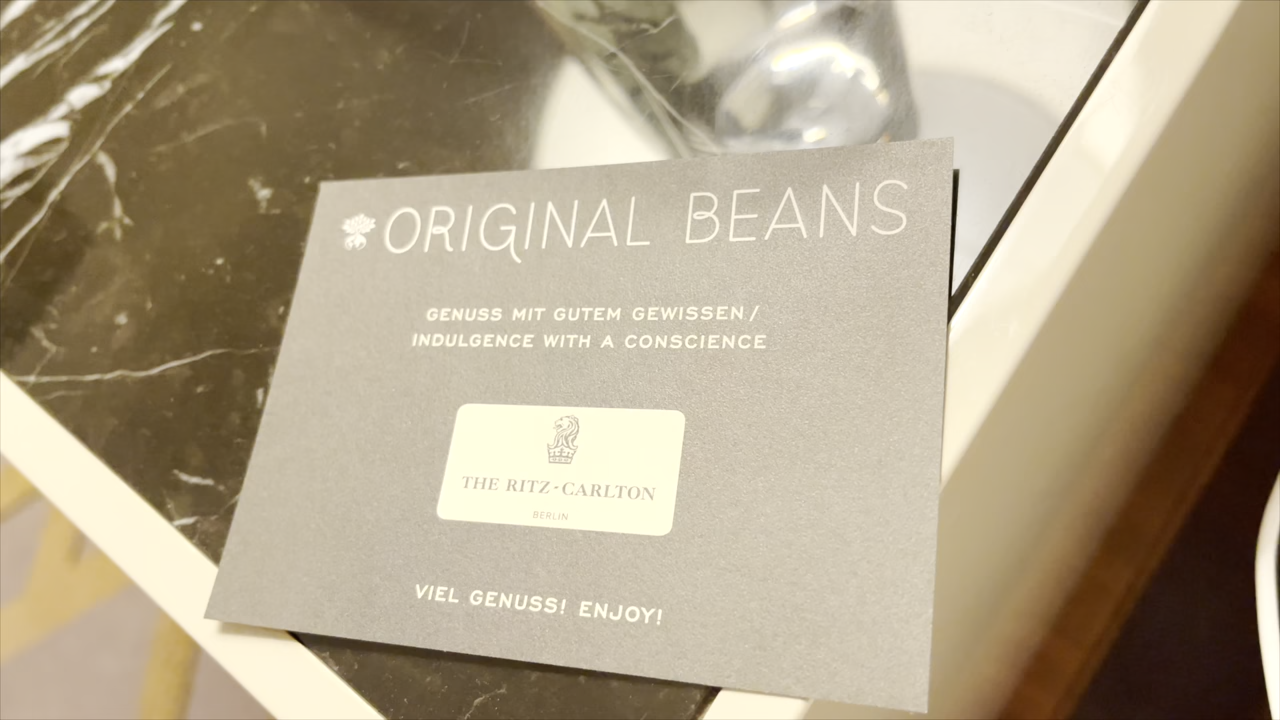 ORIGINAL BEANS
GENUSS MIT GUTEM GEWISSEN/
INDULGENCE WITH A CONSCIENCE
THE RITZ-CARLTON
BERLIN
VIEL GENUSS! ENJOY!